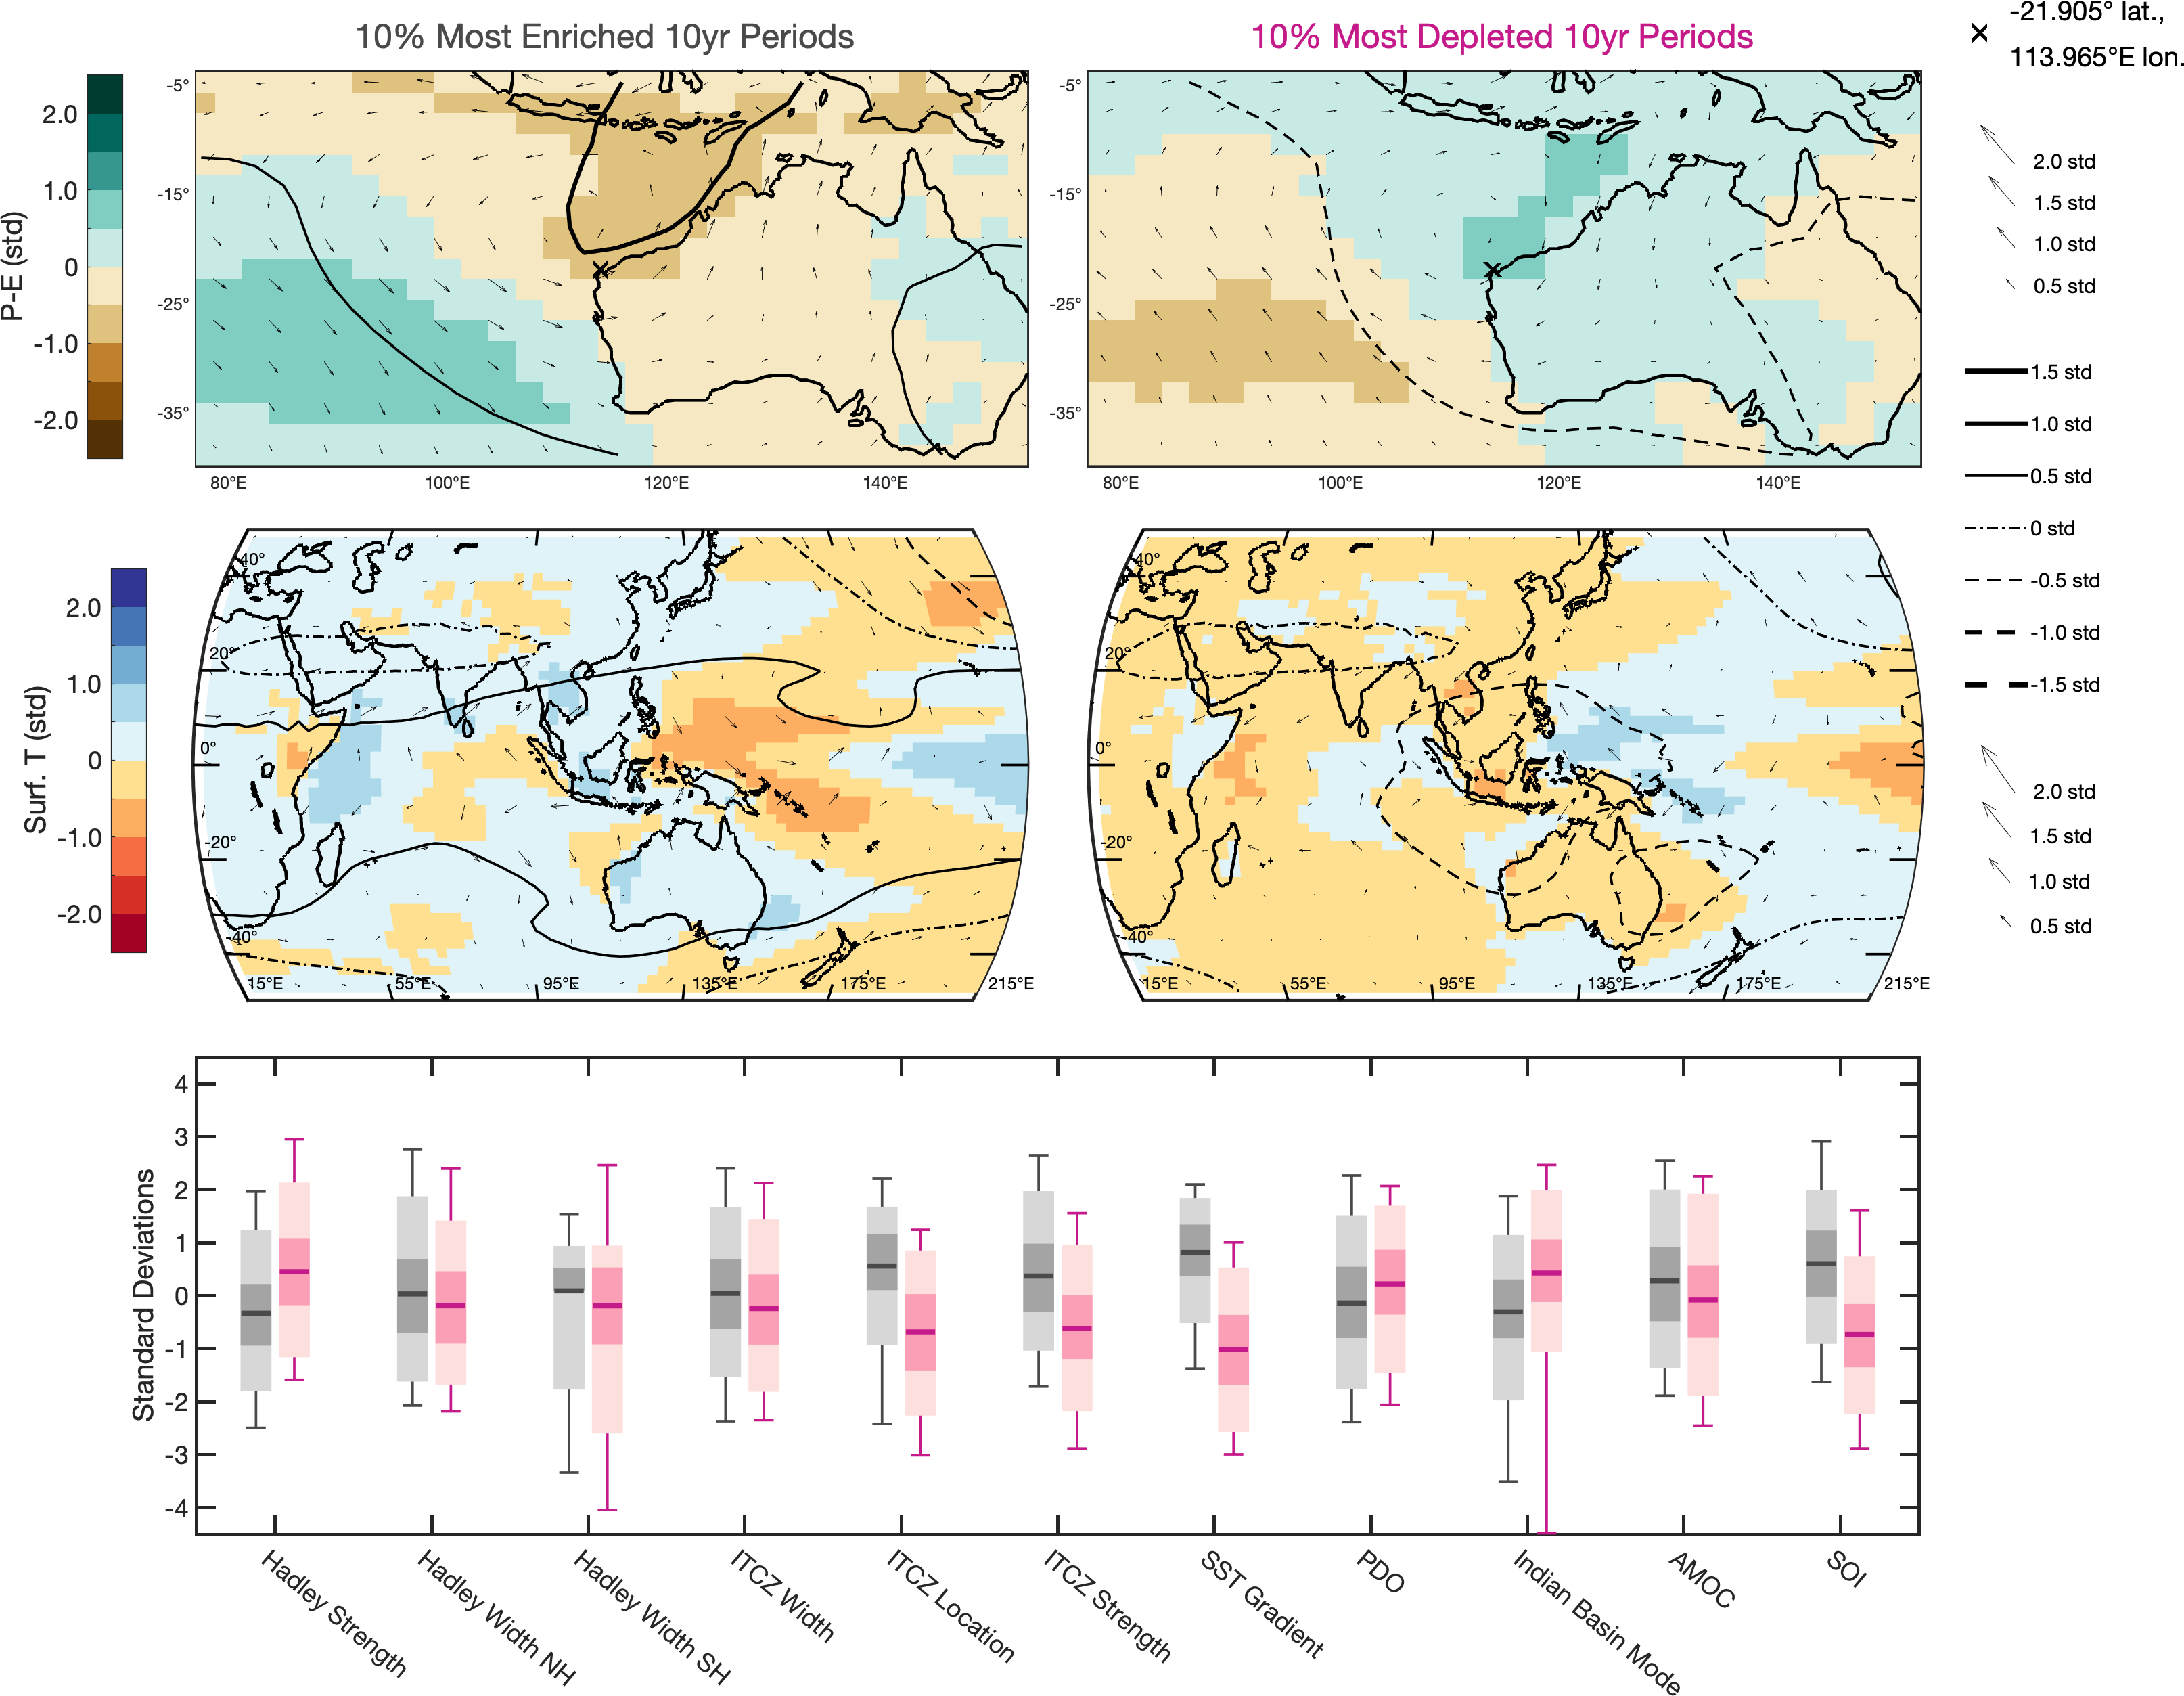 10% Most Enriched 10yr Periods
10% Most Depleted 10yr Periods
-21.905° lat.,
113.965°E lon.
P-E (std)
2.0
1.0
0
-1.0
-2.0
-5°
-15°
-25°
-35°
80°E
100°E
120°E
140°E
-5°
-15°
-25°
-35°
80°E
100°E
120°E
140°E
2.0 std
1.5 std
1.0 std
0.5 std
1.5 std
1.0 std
0.5 std
0 std
-0.5 std
-1.0 std
-1.5 std
2.0 std
1.5 std
1.0 std
0.5 std
Surf. T (std)
2.0
1.0
0
-1.0
-2.0
40°
20°
0°
-20°
-40°
15°E
55°E
95°E
135°E
175°E
215°E
40°
20°
0°
-20°
-40°
15°E
55°E
95°E
135°E
175°E
215°E
Standard Deviations
4
3
2
1
0
-1
-2
-3
-4
Hadley Strength
Hadley Width NH
Hadley Width SH
ITCZ Width
ITCZ Location
ITCZ Strength
SST Gradient
PDO
Indian Basin Mode
AMOC
SOI